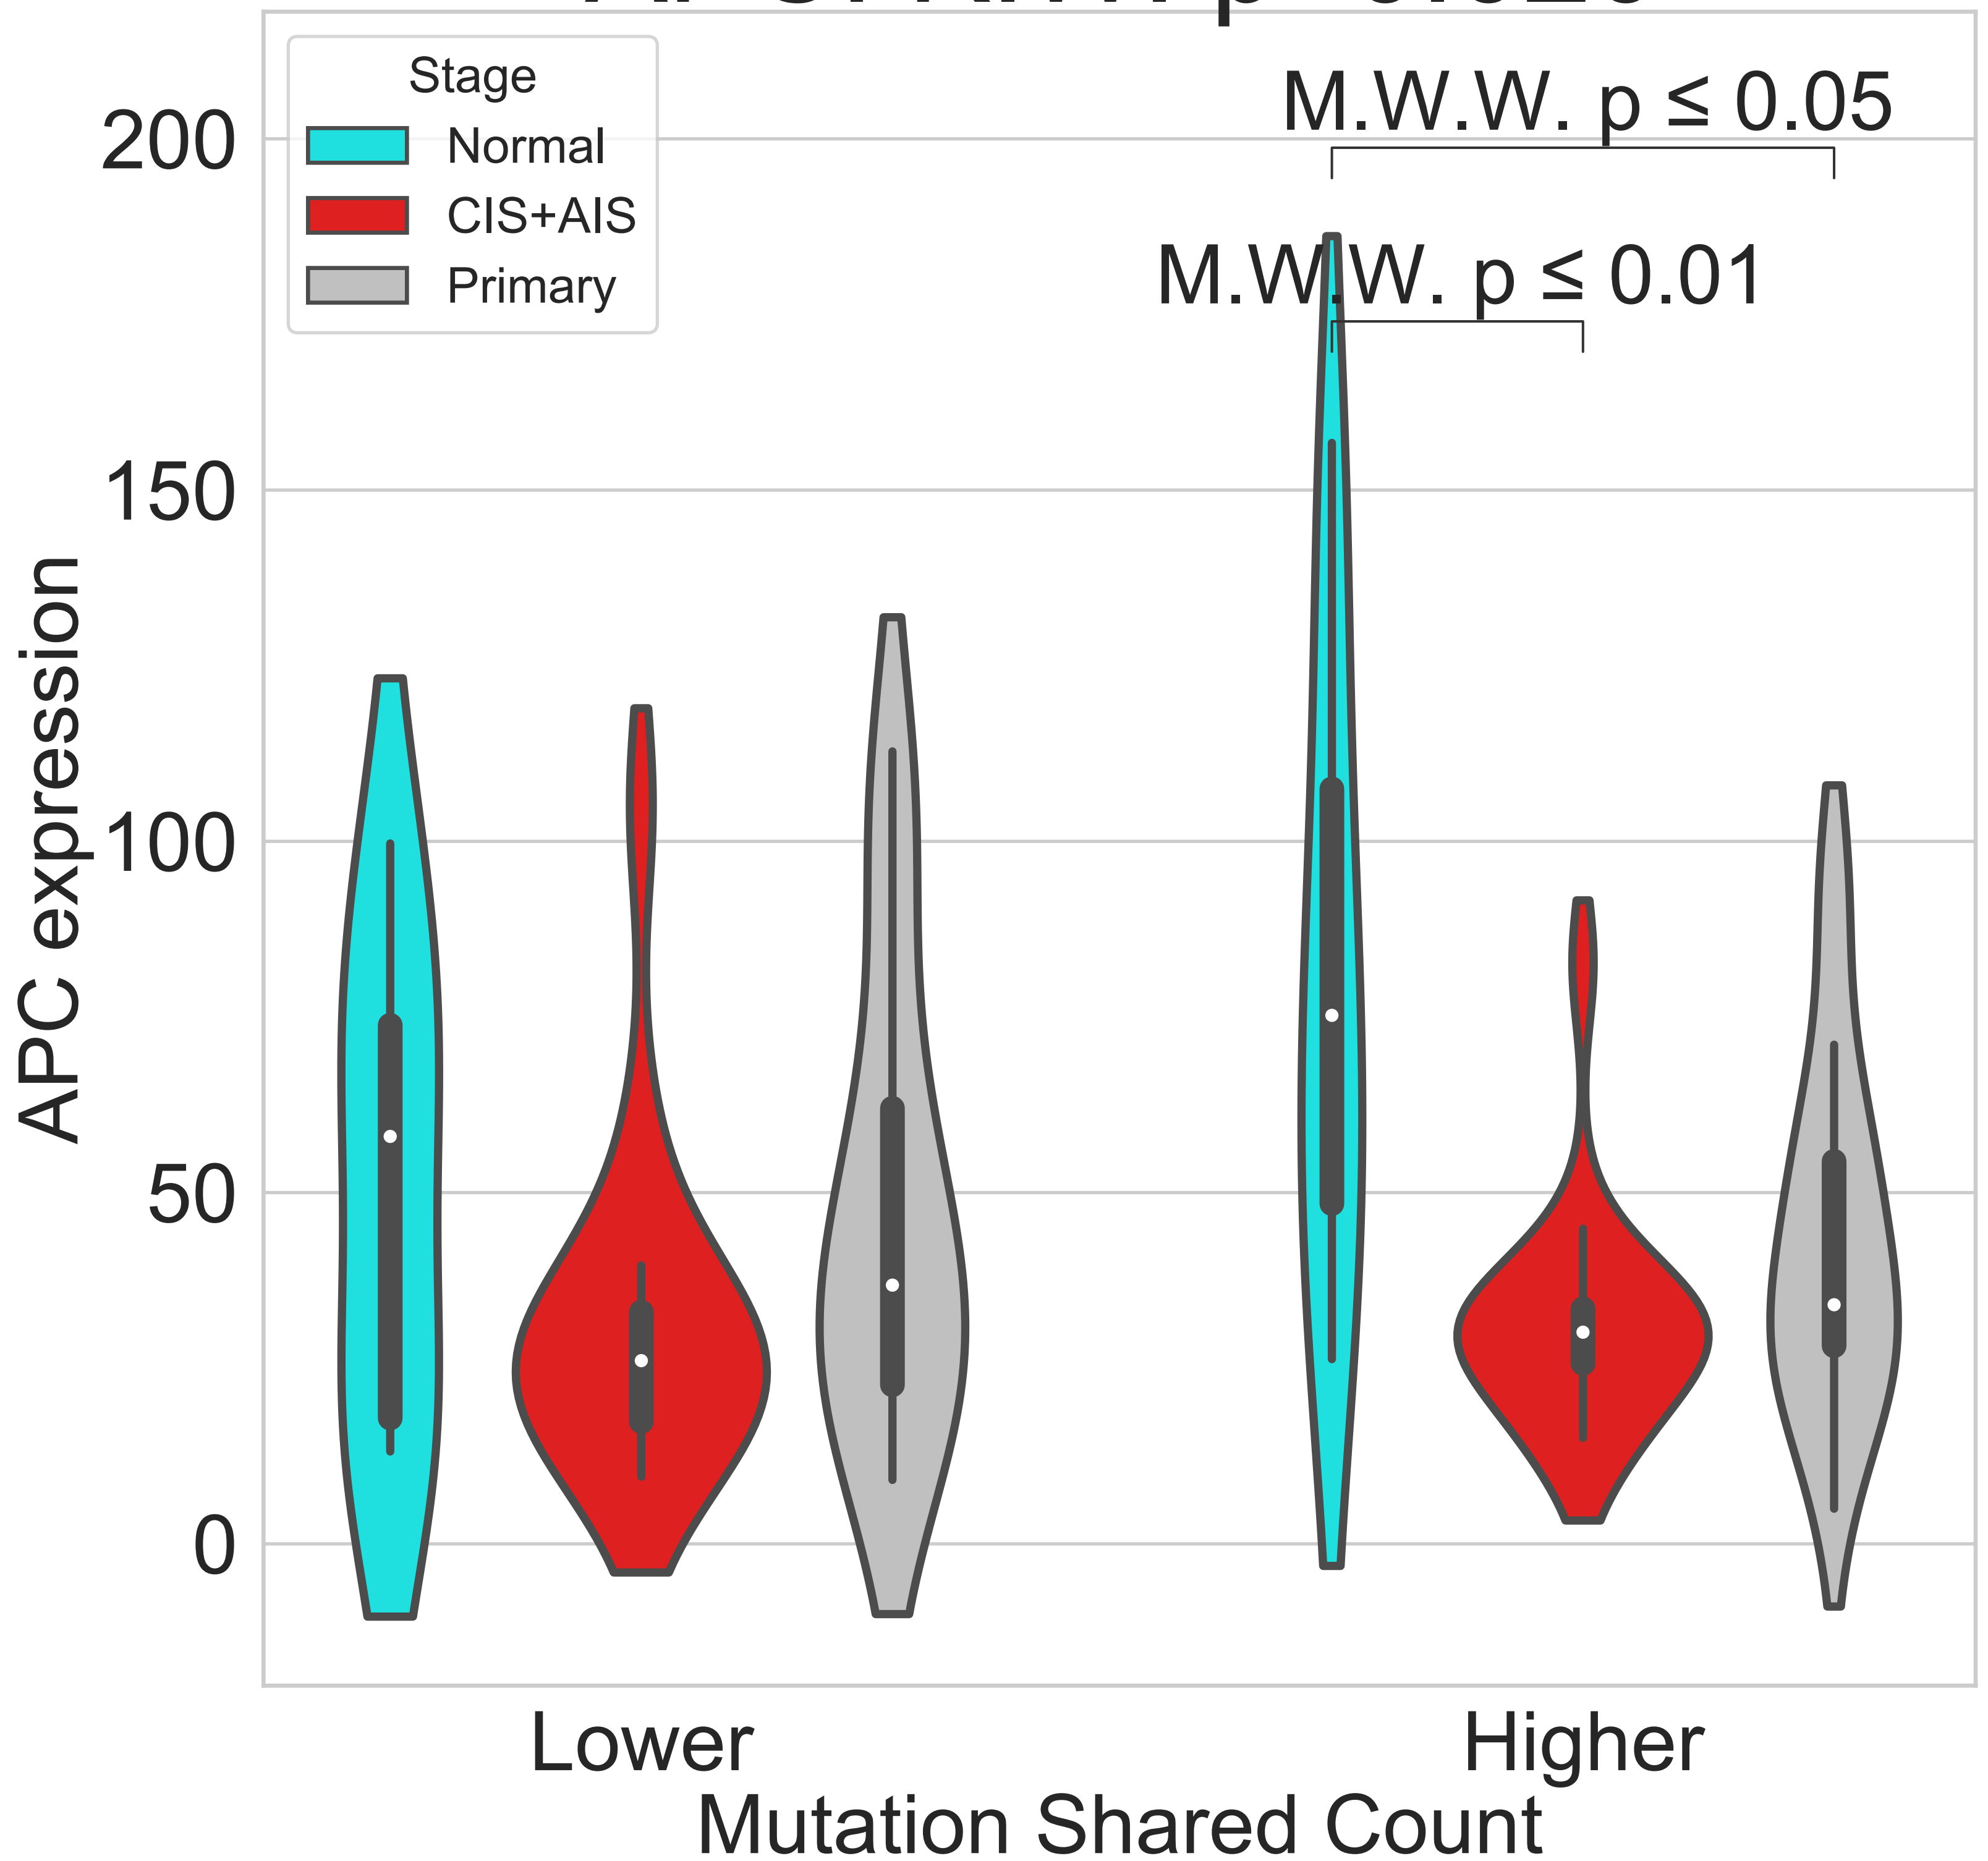 Stage
Normal
CIS+AIS
Primary
M.W.W. p ≤ 0.05
M.W.W. p ≤ 0.01
200
150
100
50
0
APC expression
Lower
Higher
Mutation Shared Count